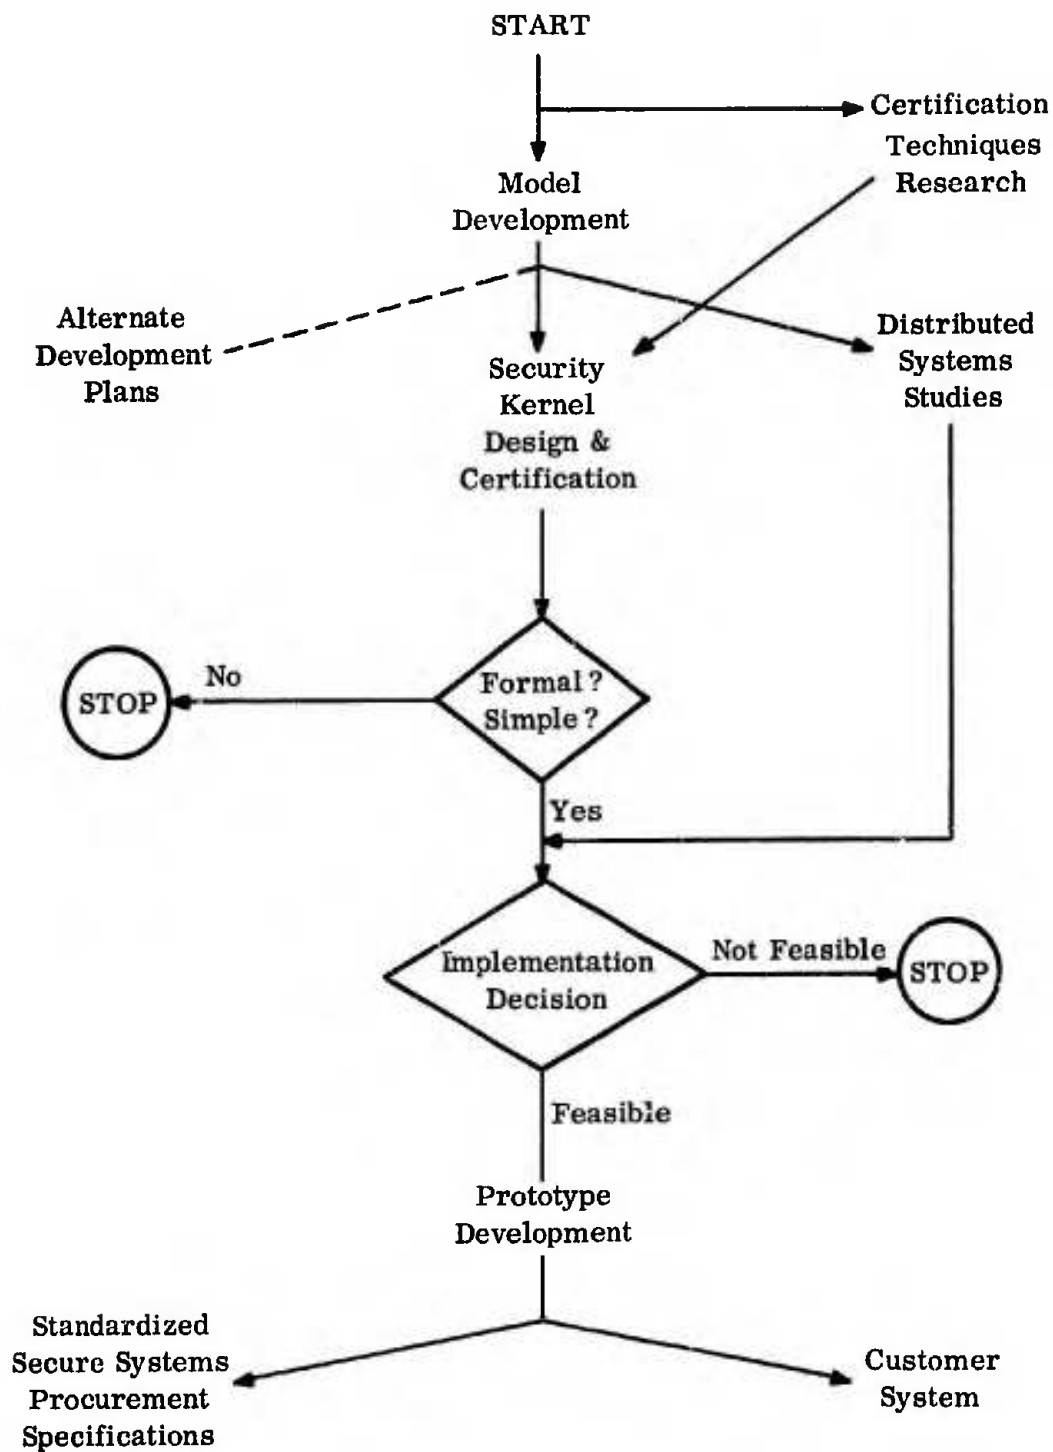 START
Certification
Techniques
Research
Model
Development
Alternate
Development
Plans
Security
Kernel
Design &
Certification
Distributed
Systems
Studies
Formal?
Simple?
No
STOP
Yes
Implementation
Decision
Not Feasible
STOP
Feasible
Prototype
Development
Standardized
Secure Systems
Procurement
Specifications
Customer
System